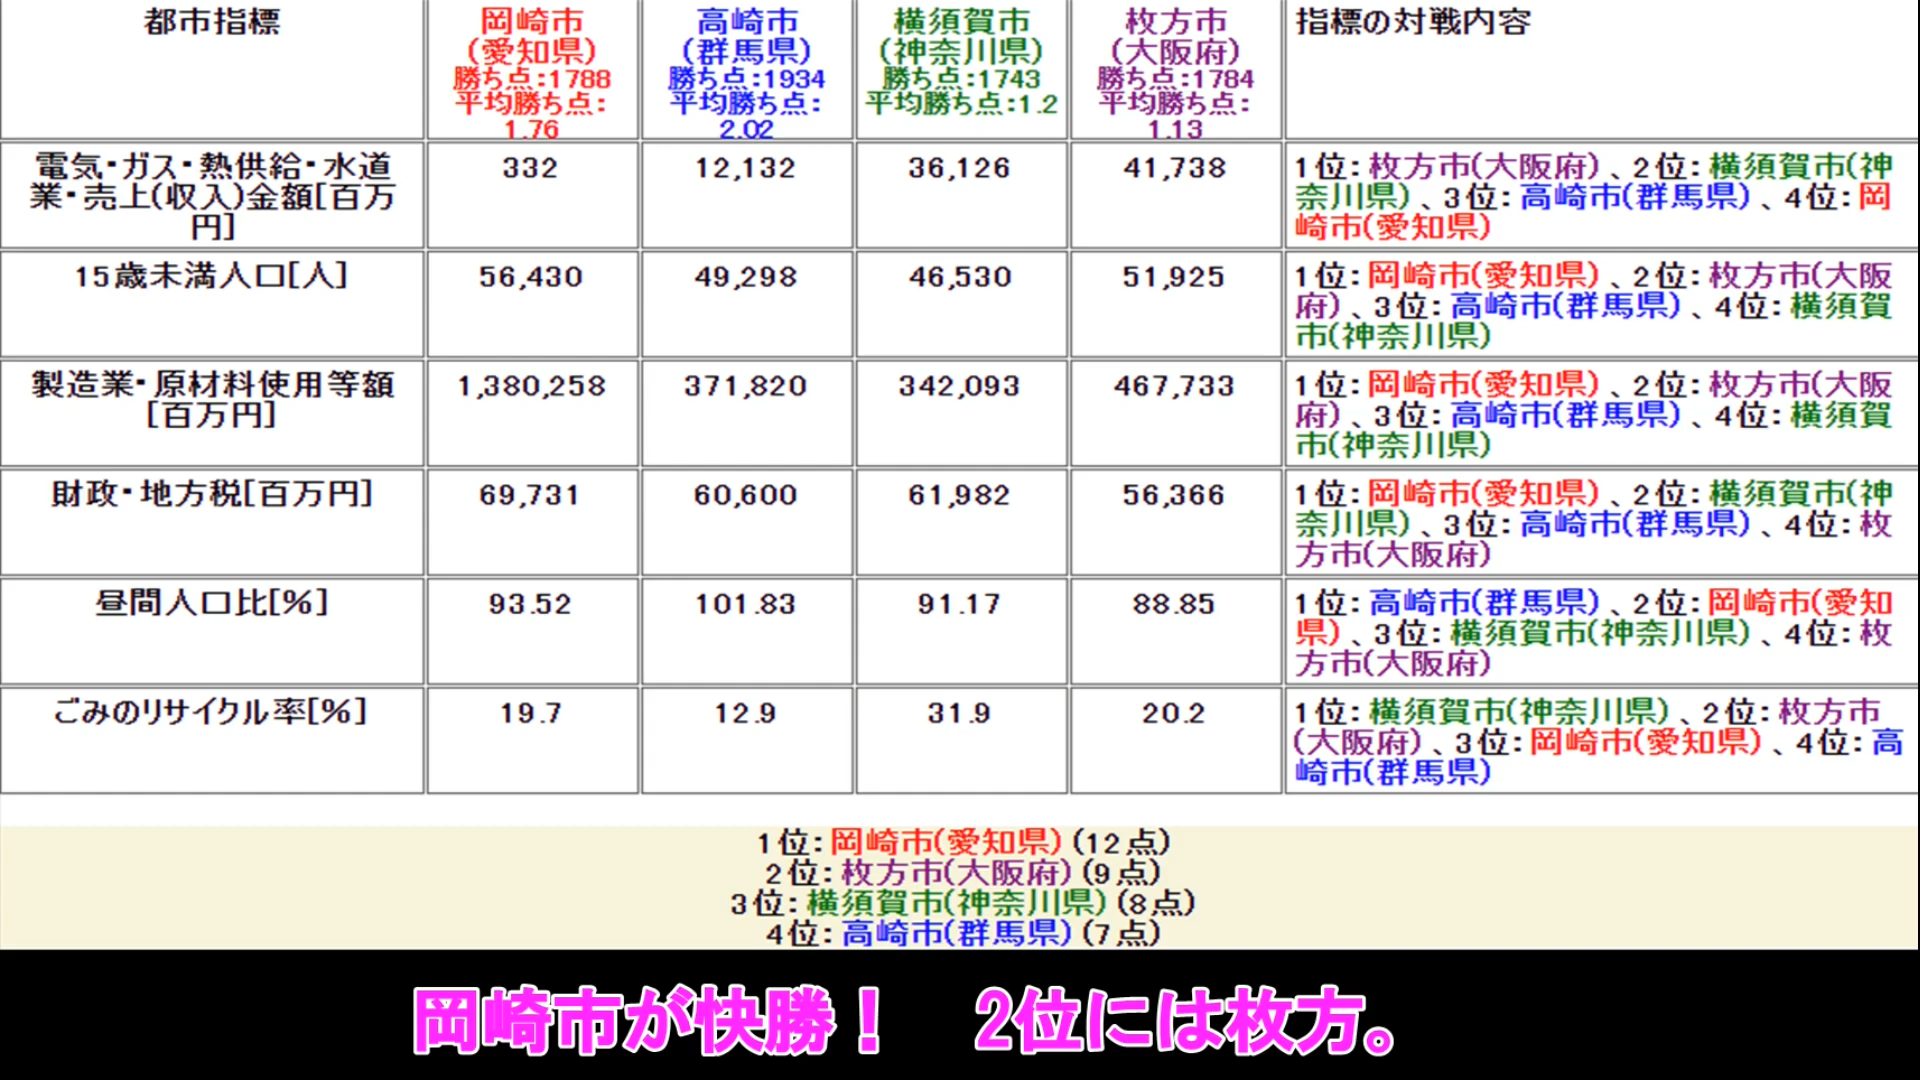 都市指標
岡崎市
(愛知県)
勝ち点:1788
平均勝ち点:
1.76
高崎市
(群馬県)
勝ち点:1934
平均勝ち点:
2.02
横須賀市
(神奈川県)
勝ち点:1743
平均勝ち点:1.2
枚方市
(大阪府)
勝ち点:1784
平均勝ち点:
1.13
指標の対戦内容
電気・ガス・熱供給・水道
業・売上(収入)金額[百万
円]
332
12,132
36,126
41,738
1位: 枚方市(大阪府) 、2位: 横須賀市(神
奈川県) 、3位: 高崎市(群馬県) 、4位: 岡
崎市(愛知県)
15歳未満人口[人]
56,430
49,298
46,530
51,925
1位: 岡崎市(愛知県) 、2位: 枚方市(大阪
府) 、3位: 高崎市(群馬県) 、4位: 横須賀
市(神奈川県)
製造業・原材料使用等額
[百万円]
1,380,258
371,820
342,093
467,733
1位: 岡崎市(愛知県) 、2位: 枚方市(大阪
府) 、3位: 高崎市(群馬県) 、4位: 横須賀
市(神奈川県)
財政・地方税[百万円]
69,731
60,600
61,982
56,366
1位: 岡崎市(愛知県) 、2位: 横須賀市(神
奈川県) 、3位: 高崎市(群馬県) 、4位: 枚
方市(大阪府)
昼間人口比[%]
93.52
101.83
91.17
88.85
1位: 高崎市(群馬県) 、2位: 岡崎市(愛知
県) 、3位: 横須賀市(神奈川県) 、4位: 枚
方市(大阪府)
ごみのリサイクル率[%]
19.7
12.9
31.9
20.2
1位: 横須賀市(神奈川県) 、2位: 枚方市
(大阪府) 、3位: 岡崎市(愛知県) 、4位: 高
崎市(群馬県)
1位: 岡崎市(愛知県) (12点)
2位: 枚方市(大阪府) (9点)
3位: 横須賀市(神奈川県) (8点)
4位: 高崎市(群馬県) (7点)
岡崎市が快勝！　2位には枚方。